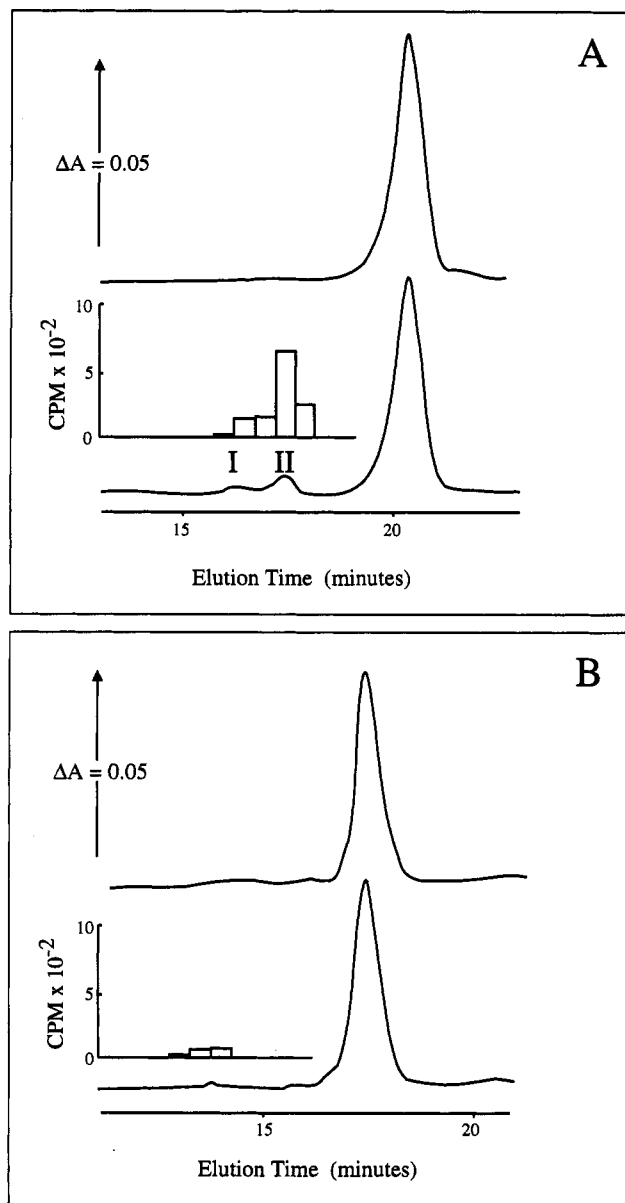 A
ΔA = 0.05
10
5
0
CPM x 10⁻²
I II
15 20
Elution Time (minutes)
B
ΔA = 0.05
10
5
0
CPM x 10⁻²
15 20
Elution Time (minutes)